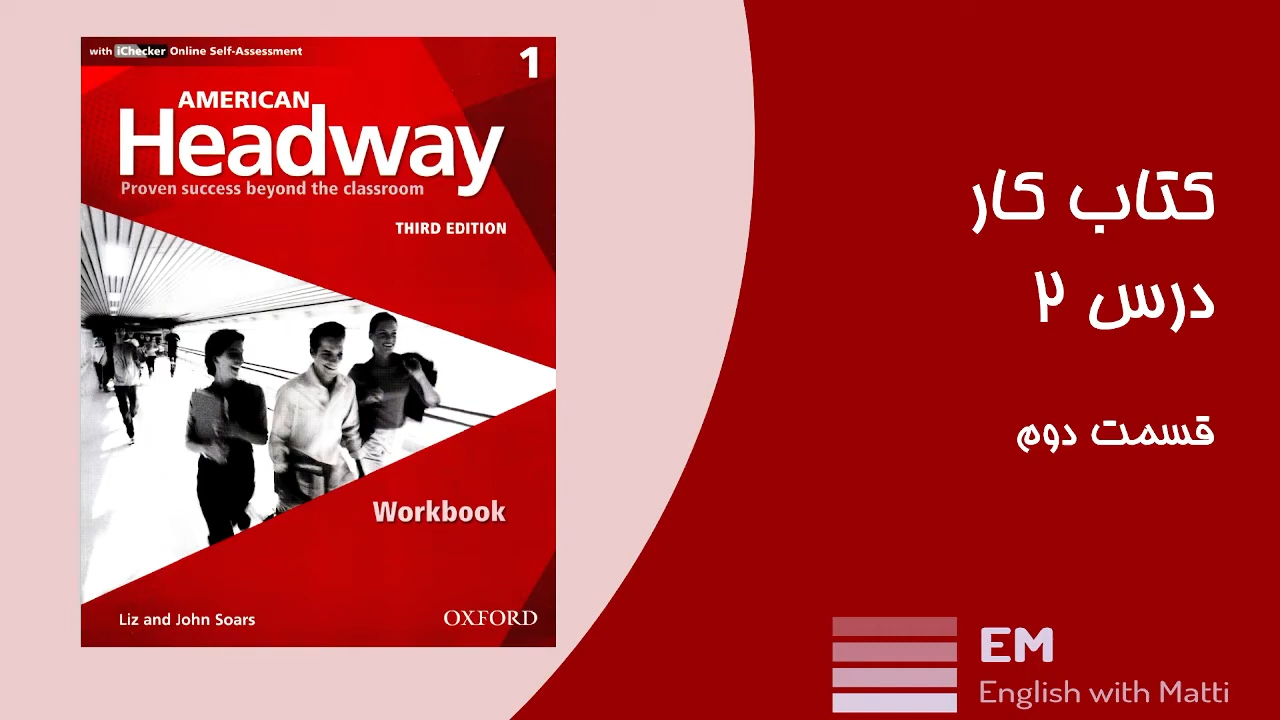 with iChecker Online Self-Assessment
1
AMERICAN
Headway
Proven success beyond the classroom
THIRD EDITION
Workbook
Liz and John Soars
OXFORD
کتاب کار
درس ۲
قسمت دوم
EM
English with Matti